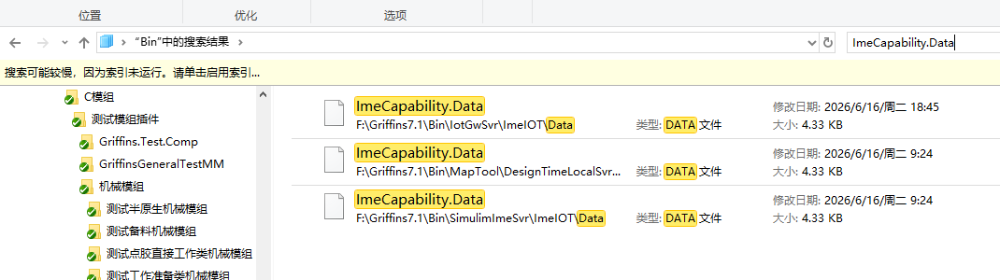 位置 优化 选项
“Bin”中的搜索结果 ImeCapability.Data
搜索可能较慢，因为索引未运行。请单击启用索引...
C模组
测试模组插件
Griffins.Test.Comp
GriffinsGeneralTestMM
机械模组
测试半原生机械模组
测试备料机械模组
测试点胶直接工作类机械模组
测试工作准备类机械模组
ImeCapability.Data 修改日期: 2026/6/16/周二 18:45
F:\Griffins7.1\Bin\IotGwSvr\ImeIOT\Data 类型: DATA 文件 大小: 4.33 KB
ImeCapability.Data 修改日期: 2026/6/16/周二 9:24
F:\Griffins7.1\Bin\MapTool\DesignTimeLocalSvr... 类型: DATA 文件 大小: 4.33 KB
ImeCapability.Data 修改日期: 2026/6/16/周二 9:24
F:\Griffins7.1\Bin\SimulimImeSvr\ImeIOT\Data 类型: DATA 文件 大小: 4.33 KB